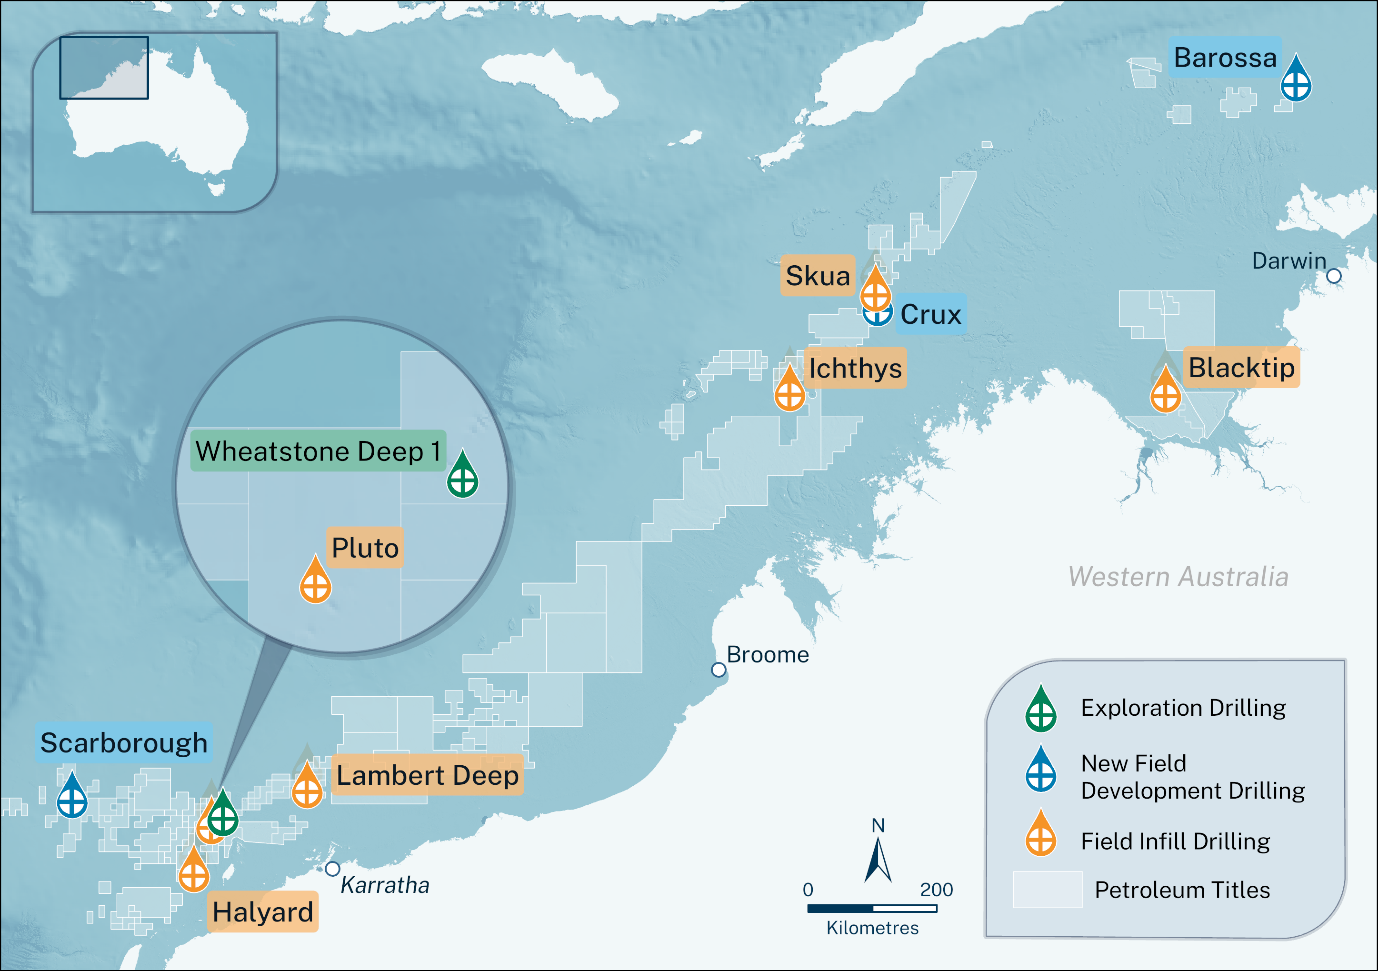 Barossa
Darwin
Skua
Crux
Ichthys
Blacktip
Wheatstone Deep 1
Pluto
Western Australia
Broome
Scarborough
Lambert Deep
Karratha
Halyard
N
0 200
Kilometres
Exploration Drilling
New Field
Development Drilling
Field Infill Drilling
Petroleum Titles